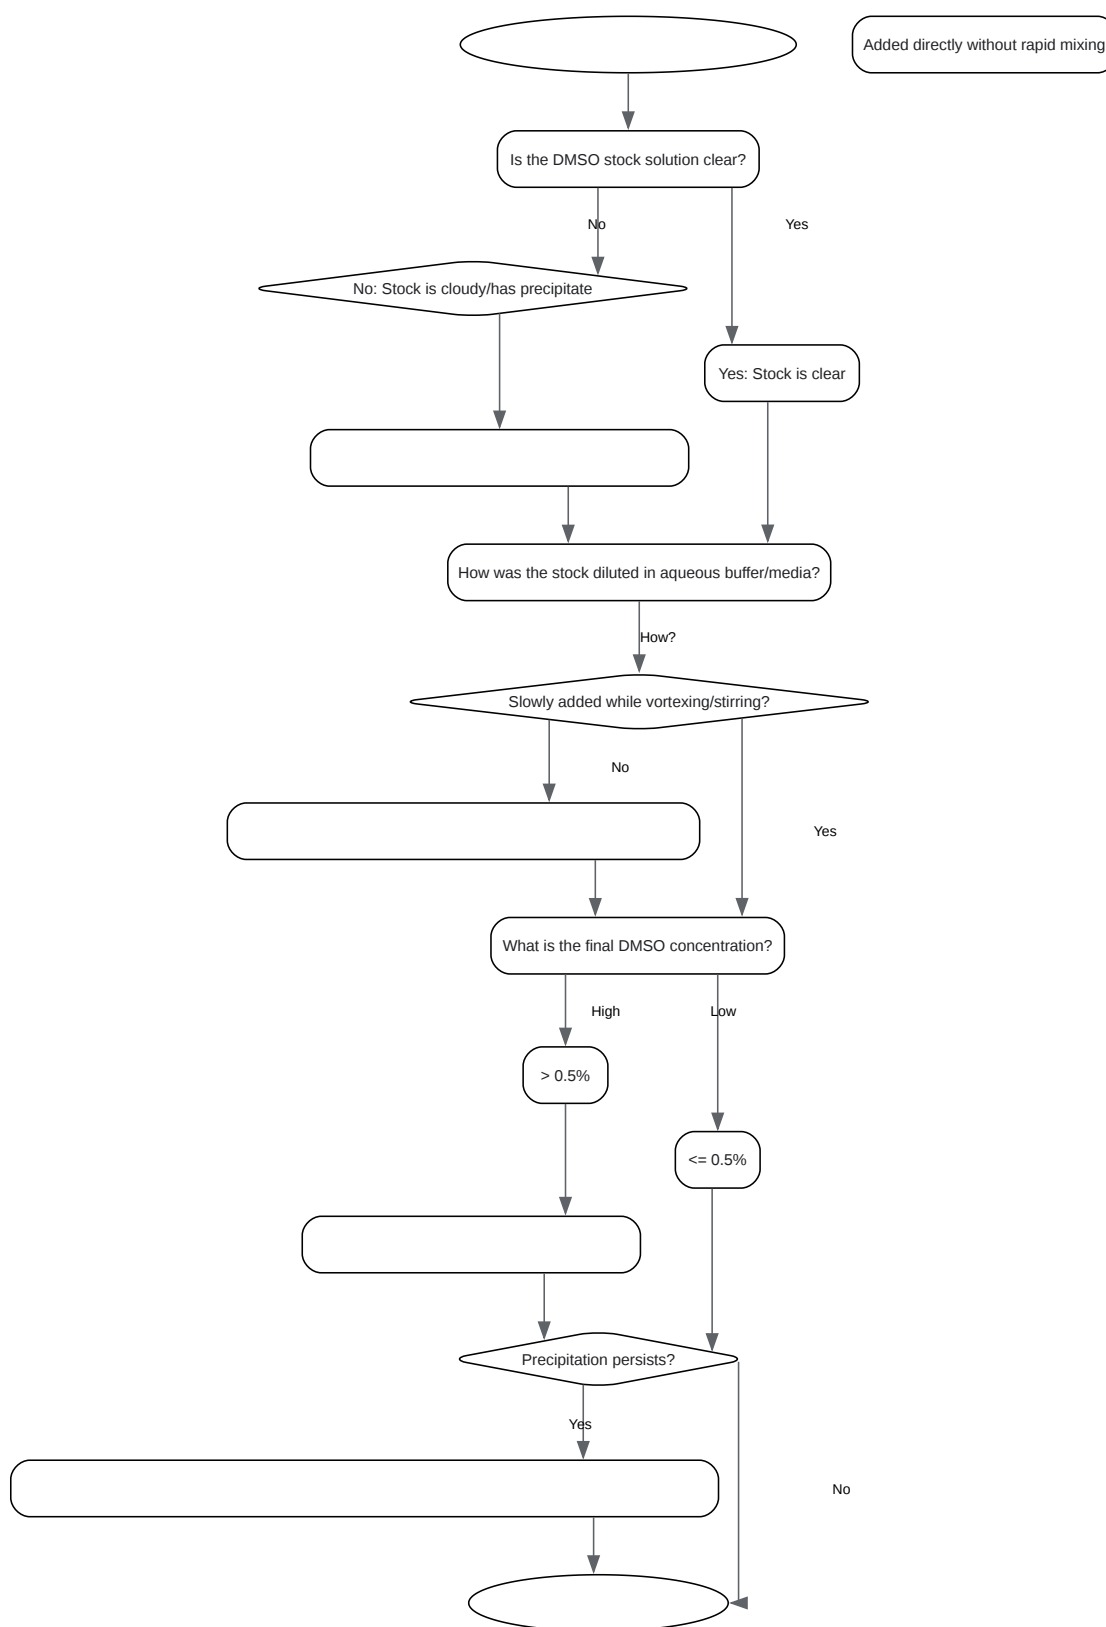 Added directly without rapid mixing
Is the DMSO stock solution clear?
No
Yes
No: Stock is cloudy/has precipitate
Yes: Stock is clear
How was the stock diluted in aqueous buffer/media?
How?
Slowly added while vortexing/stirring?
No
Yes
What is the final DMSO concentration?
High
Low
> 0.5%
<= 0.5%
Precipitation persists?
Yes
No